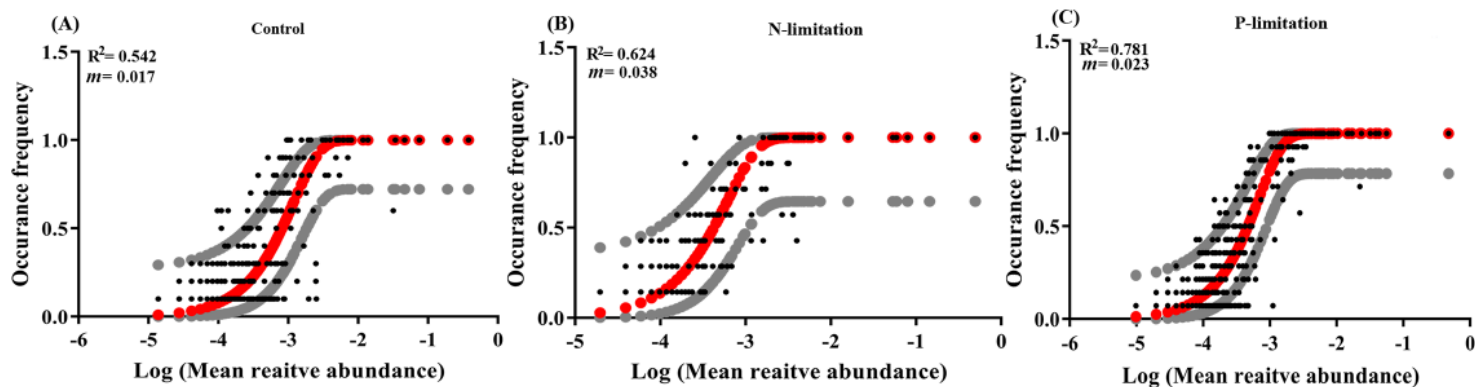 (A)
Control
R²= 0.542
m= 0.017
1.5
1.0
0.5
0.0
Occurance frequency
-6 -5 -4 -3 -2 -1 0
Log (Mean reaitve abundance)
(B)
N-limitation
R²= 0.624
m= 0.038
1.5
1.0
0.5
0.0
Occurance frequency
-5 -4 -3 -2 -1 0
Log (Mean reaitve abundance)
(C)
P-limitation
R²= 0.781
m= 0.023
1.5
1.0
0.5
0.0
Occurance frequency
-6 -5 -4 -3 -2 -1 0
Log (Mean reaitve abundance)